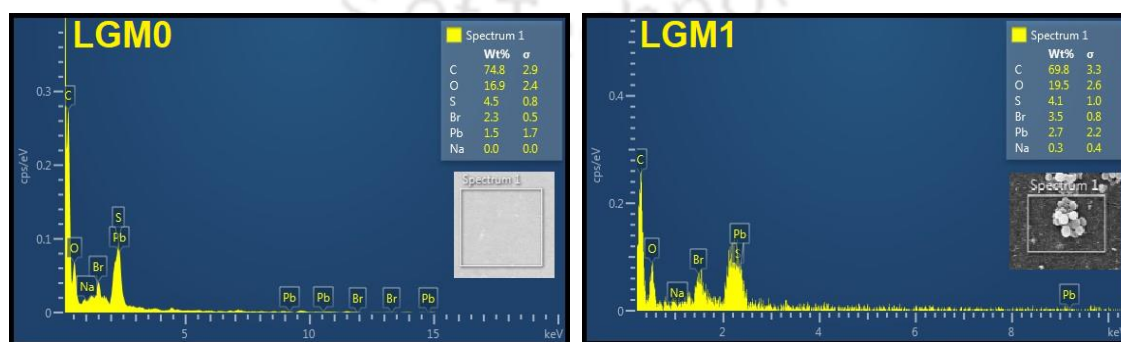 LGM0
Spectrum 1
Wt% σ
C 74.8 2.9
O 16.9 2.4
S 4.5 0.8
Br 2.3 0.5
Pb 1.5 1.7
Na 0.0 0.0
Spectrum 1
cps/eV
0.3
0.2
0.1
0
C
O
Na
Br
S
Pb
Pb
Pb
Br
Br
Pb
5
10
15
keV
LGM1
Spectrum 1
Wt% σ
C 69.8 3.3
O 19.5 2.6
S 4.1 1.0
Br 3.5 0.8
Pb 2.7 2.2
Na 0.3 0.4
Spectrum 1
cps/eV
0.4
0.2
0
C
O
Na
Br
Pb
S
Pb
2
4
6
8